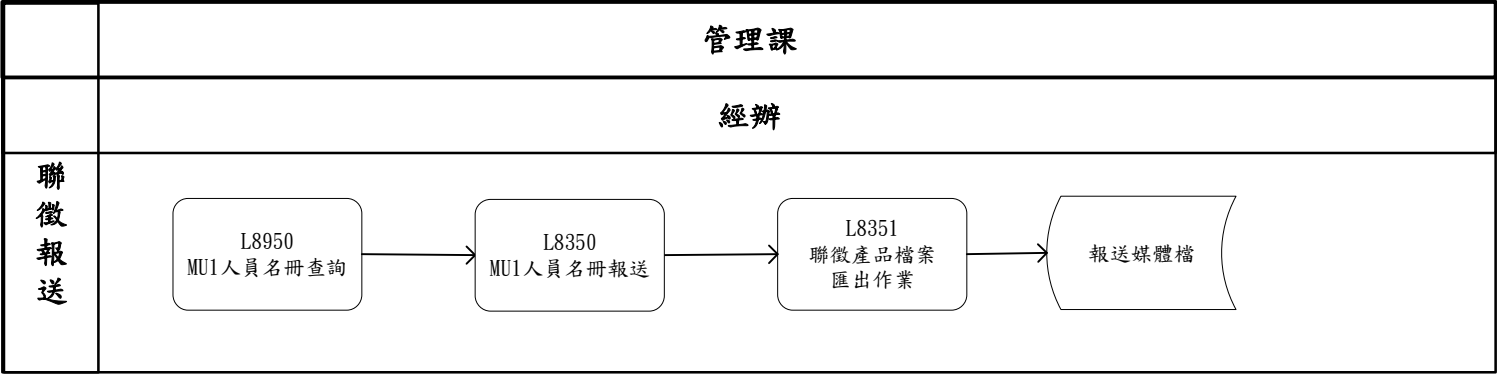 管理課
經辦
聯
徵
報
送
L8950
MU1人員名冊查詢
L8350
MU1人員名冊報送
L8351
聯徵產品檔案
匯出作業
報送媒體檔